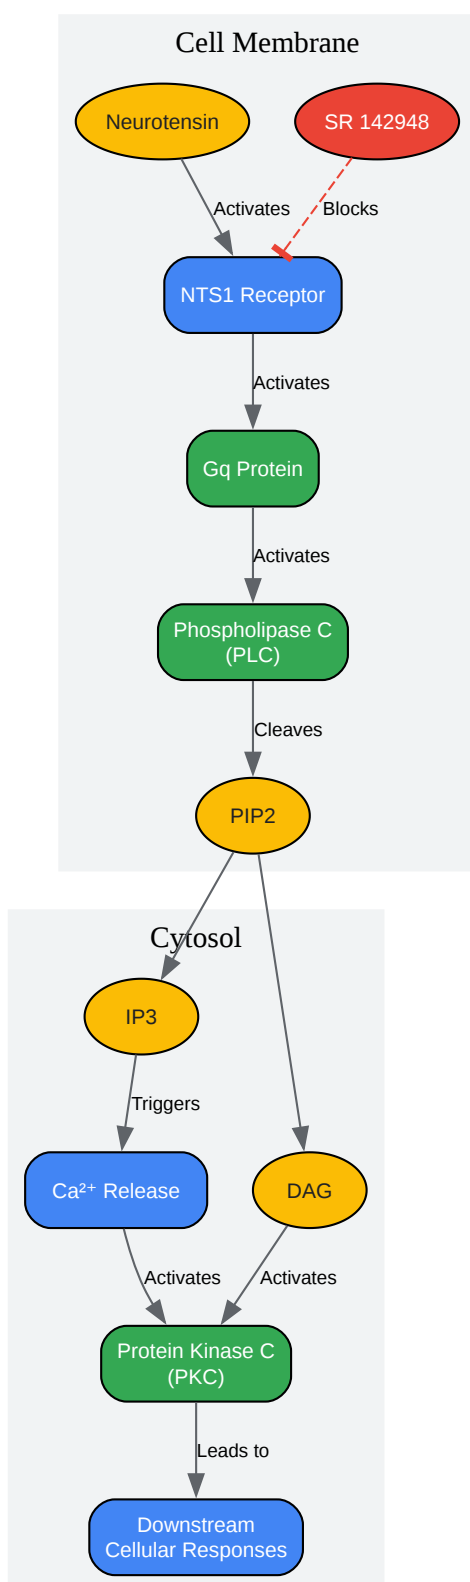 Cell Membrane
Neurotensin
SR 142948
Activates
Blocks
NTS1 Receptor
Activates
Gq Protein
Activates
Phospholipase C
(PLC)
Cleaves
PIP2
Cytosol
IP3
Triggers
Ca²⁺ Release
DAG
Activates
Activates
Protein Kinase C
(PKC)
Leads to
Downstream
Cellular Responses